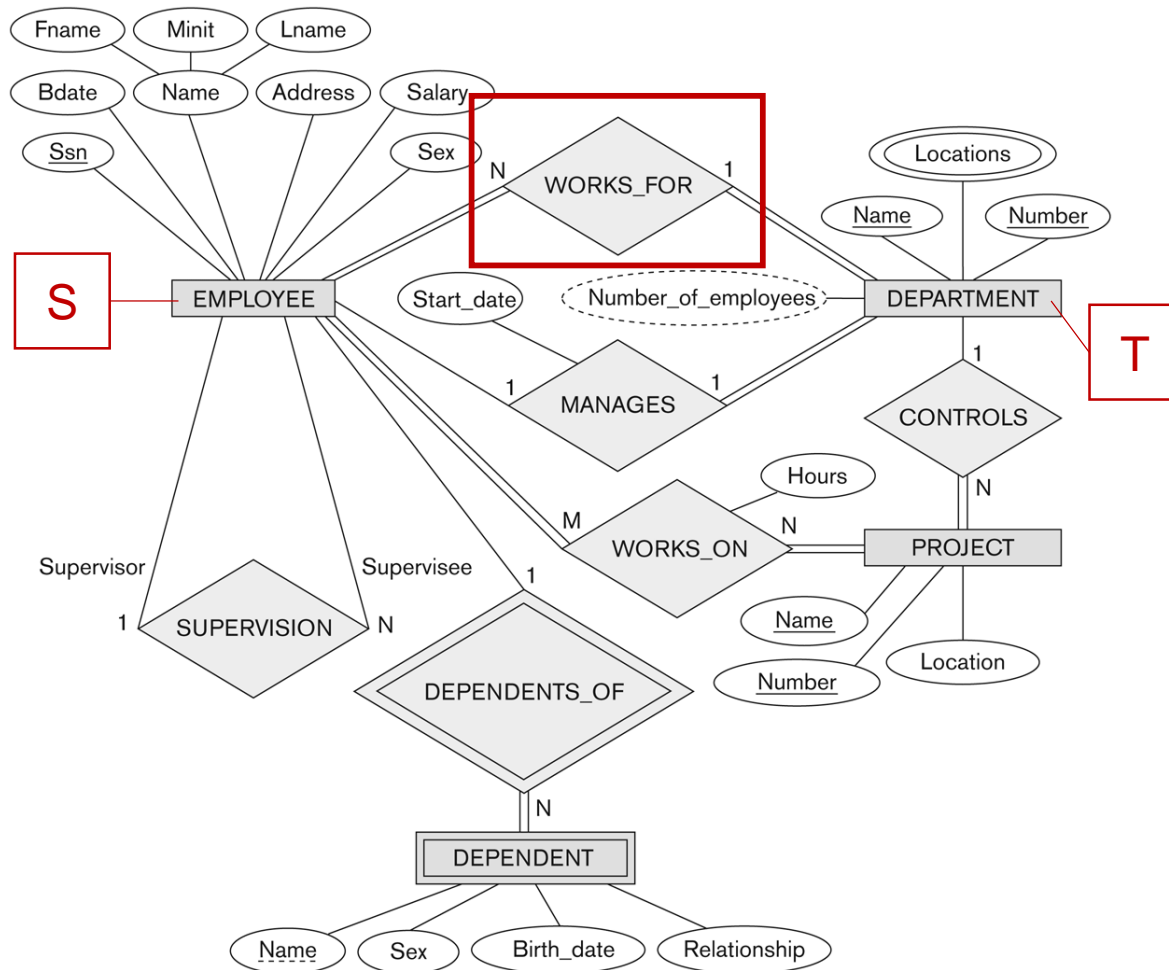 Fname
Minit
Lname
Bdate
Name
Address
Salary
Ssn
Sex
N
WORKS_FOR
1
Locations
Name
Number
S
EMPLOYEE
Start_date
Number_of_employees
DEPARTMENT
T
1
MANAGES
1
1
CONTROLS
N
Hours
M
WORKS_ON
N
PROJECT
Supervisor
Supervisee
1
SUPERVISION
N
1
Name
Number
Location
DEPENDENTS_OF
N
DEPENDENT
Name
Sex
Birth_date
Relationship